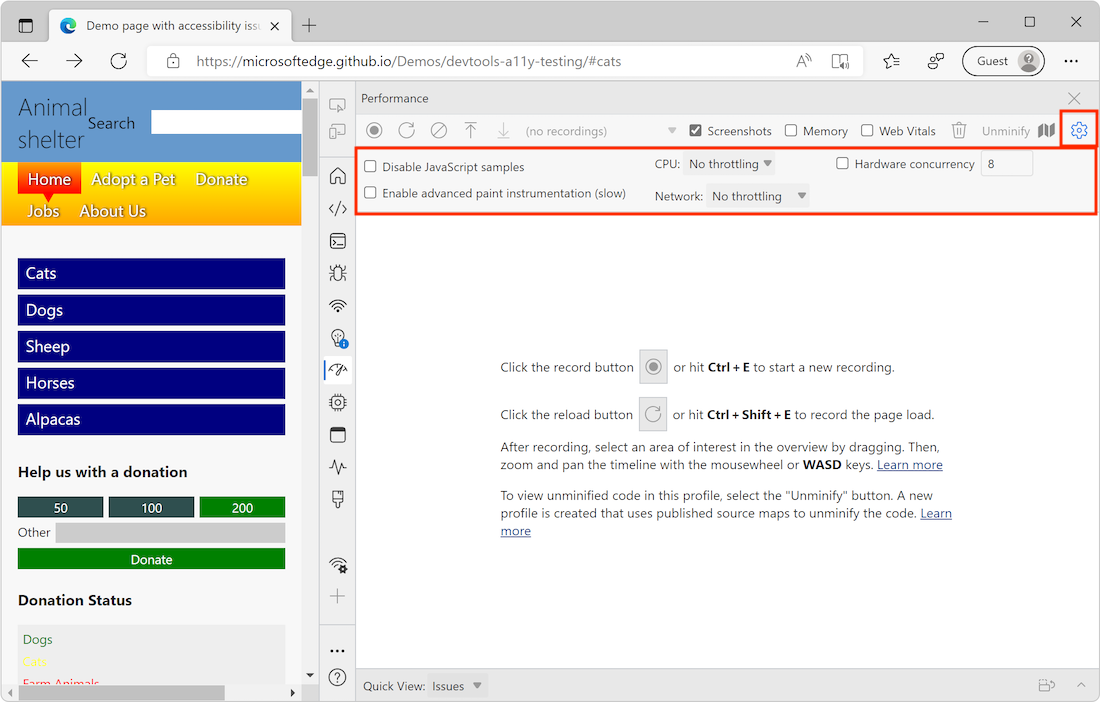 Demo page with accessibility issu
https://microsoftedge.github.io/Demos/devtools-a11y-testing/#cats
Guest
Animal shelter
Search
Home
Adopt a Pet
Donate
Jobs
About Us
Cats
Dogs
Sheep
Horses
Alpacas
Help us with a donation
50
100
200
Other
Donate
Donation Status
Dogs
Cats
Farm Animals
Performance
(no recordings)
Screenshots
Memory
Web Vitals
Unminify
Disable JavaScript samples
CPU: No throttling
Hardware concurrency 8
Enable advanced paint instrumentation (slow)
Network: No throttling
Click the record button or hit Ctrl + E to start a new recording.
Click the reload button or hit Ctrl + Shift + E to record the page load.
After recording, select an area of interest in the overview by dragging. Then,
zoom and pan the timeline with the mousewheel or WASD keys. Learn more
To view unminified code in this profile, select the "Unminify" button. A new
profile is created that uses published source maps to unminify the code. Learn
more
Quick View: Issues